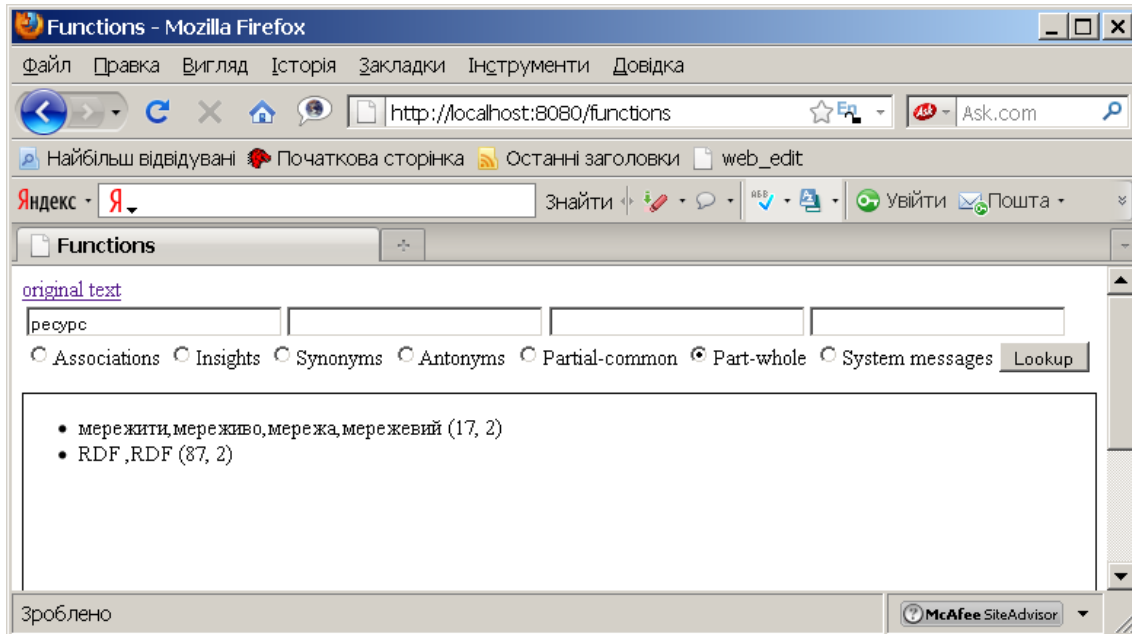 Functions - Mozilla Firefox
Файл Правка Вигляд Історія Закладки Інструменти Довідка
http://localhost:8080/functions Ask Ask.com
Найбільш відвідувані Початкова сторінка Останні заголовки web_edit
Яндекс Я Знайти АБВ Увійти Пошта
Functions
original text
ресурс
Associations Insights Synonyms Antonyms Partial-common Part-whole System messages Lookup
• мережити,мереживо,мережа,мережевий (17, 2)
• RDF ,RDF (87, 2)
Зроблено McAfee SiteAdvisor